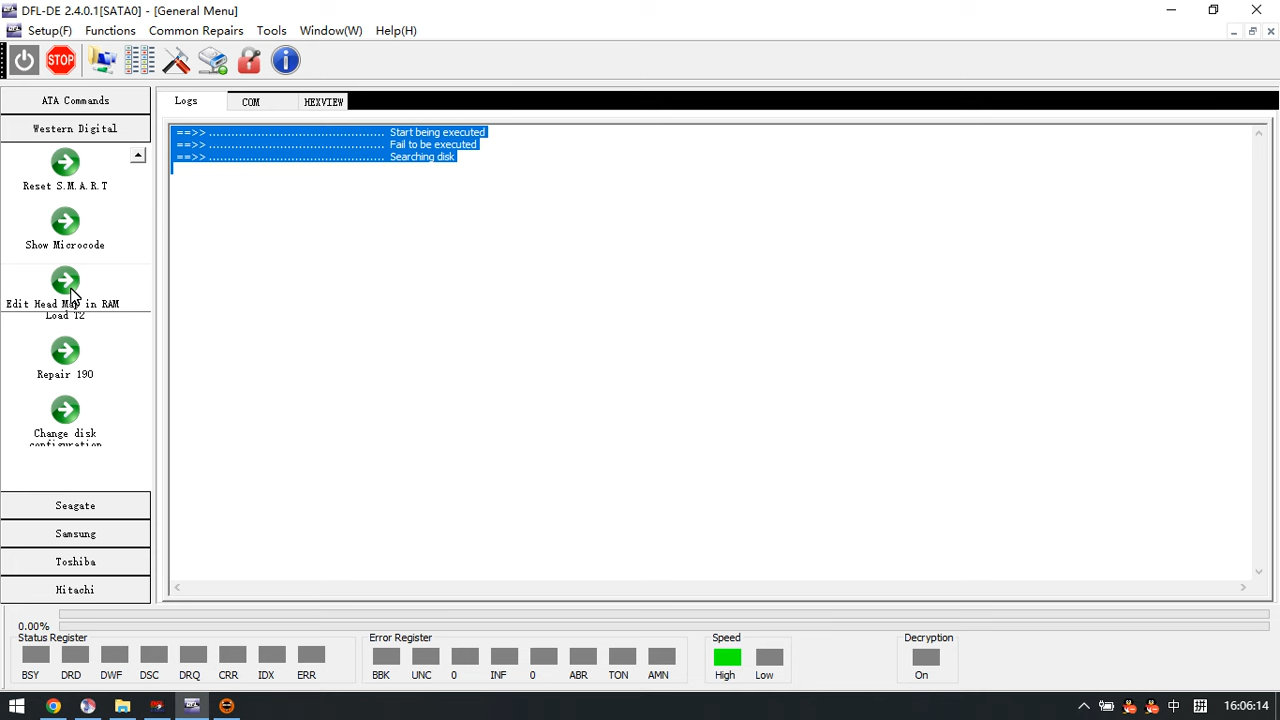 DFL-DE 2.4.0.1[SATA0] - [General Menu]
Setup(F) Functions Common Repairs Tools Window(W) Help(H)
STOP
ATA Commands
Western Digital
Reset S.M.A.R.T
Show Microcode
Edit Head Map in RAM
Load T2
Repair 190
Change disk
configuration
Seagate
Samsung
Toshiba
Hitachi
Logs COM HEXVIEW
==>> ............................................... Start being executed
==>> ............................................... Fail to be executed
==>> ............................................... Searching disk
0.00%
Status Register
BSY DRD DWF DSC DRQ CRR IDX ERR
Error Register
BBK UNC 0 INF 0 ABR TON AMN
Speed
High Low
Decryption
On
中 拼 16:06:14